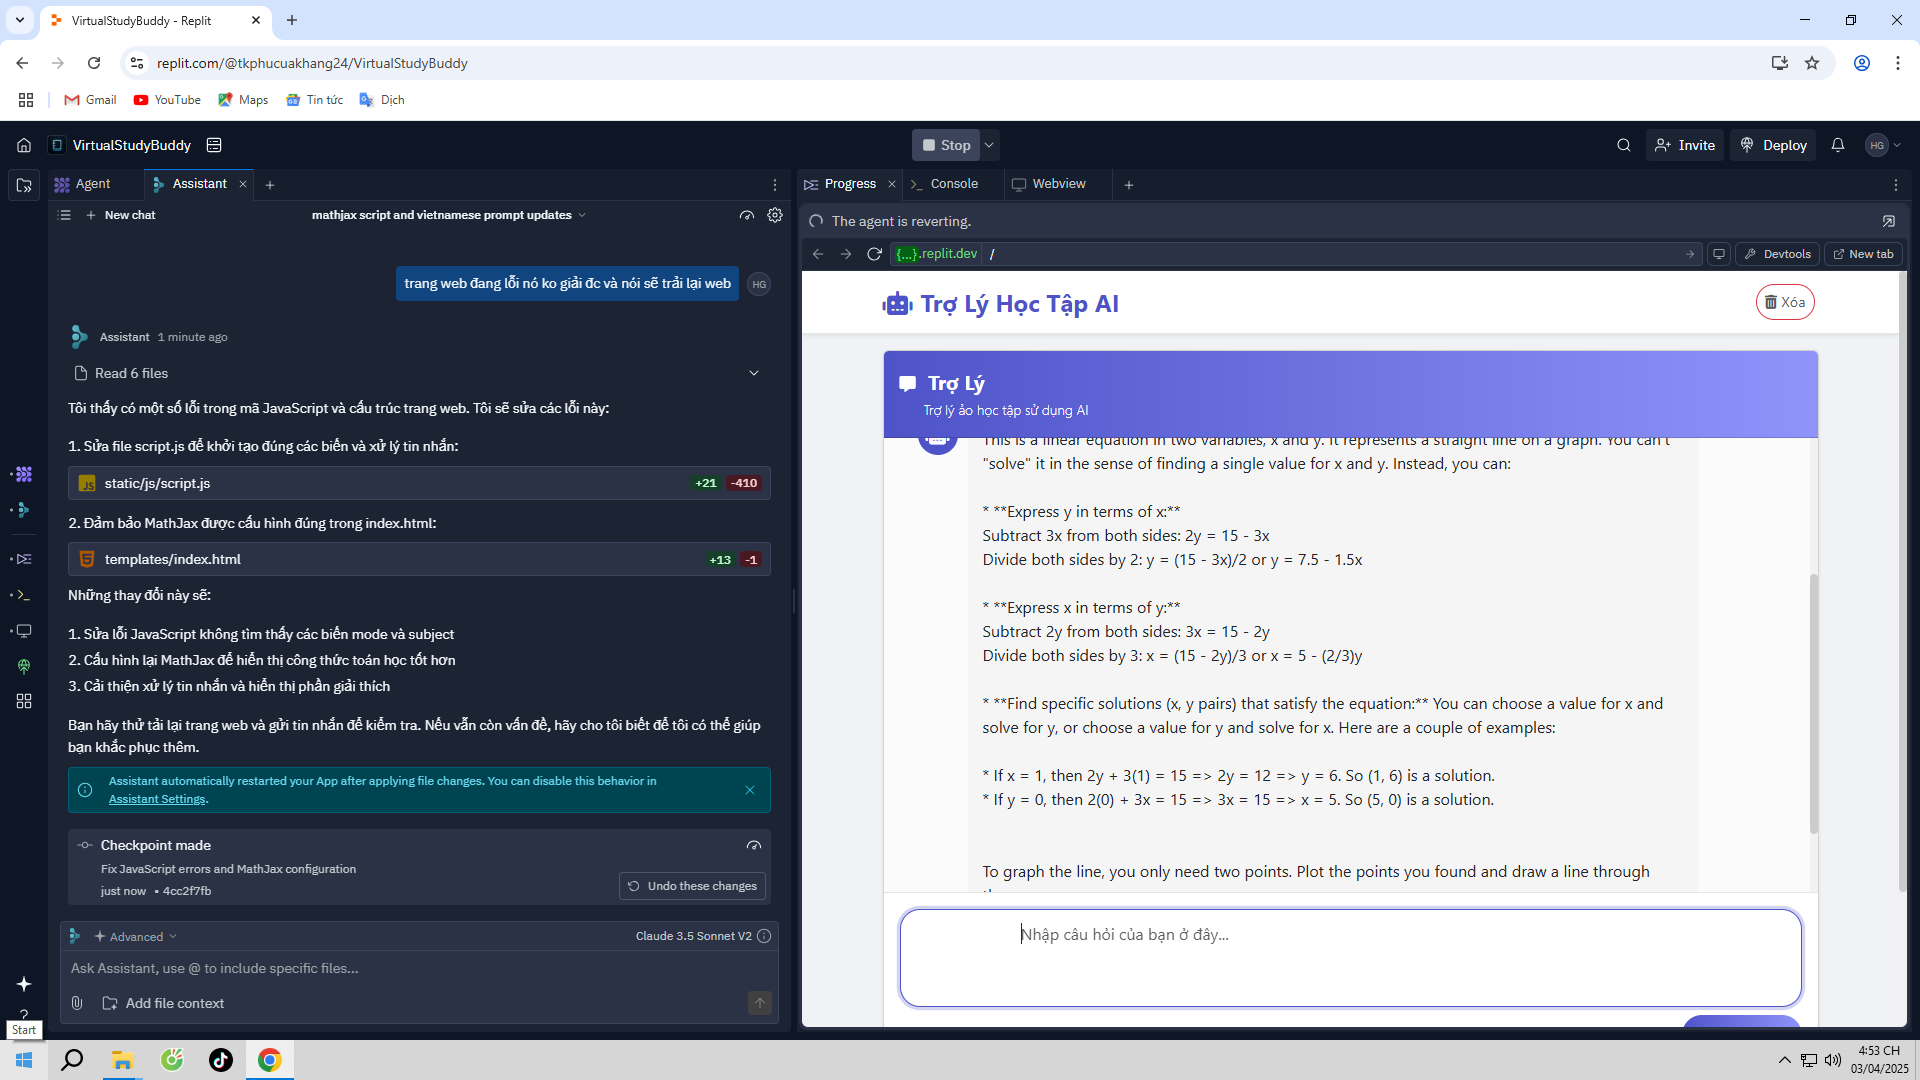 VirtualStudyBuddy - Replit
replit.com/@tkphucuakhang24/VirtualStudyBuddy
Gmail
YouTube
Maps
Tin tức
Dịch
VirtualStudyBuddy
Stop
Invite
Deploy
HG
Agent
Assistant
Progress
Console
Webview
New chat
mathjax script and vietnamese prompt updates
The agent is reverting.
{...}.replit.dev
/
Devtools
New tab
trang web đang lỗi nó ko giải đc và nói sẽ trải lại web
HG
Assistant 1 minute ago
Read 6 files
Tôi thấy có một số lỗi trong mã JavaScript và cấu trúc trang web. Tôi sẽ sửa các lỗi này:
1. Sửa file script.js để khởi tạo đúng các biến và xử lý tin nhắn:
JS
static/js/script.js
+21 -410
2. Đảm bảo MathJax được cấu hình đúng trong index.html:
templates/index.html
+13 -1
Những thay đổi này sẽ:
1. Sửa lỗi JavaScript không tìm thấy các biến mode và subject
2. Cấu hình lại MathJax để hiển thị công thức toán học tốt hơn
3. Cải thiện xử lý tin nhắn và hiển thị phần giải thích
Bạn hãy thử tải lại trang web và gửi tin nhắn để kiểm tra. Nếu vẫn còn vấn đề, hãy cho tôi biết để tôi có thể giúp
bạn khắc phục thêm.
Assistant automatically restarted your App after applying file changes. You can disable this behavior in
Assistant Settings.
Checkpoint made
Fix JavaScript errors and MathJax configuration
just now • 4cc2f7fb
Undo these changes
Advanced
Claude 3.5 Sonnet V2
Ask Assistant, use @ to include specific files...
Add file context
Trợ Lý Học Tập AI
Xóa
Trợ Lý
Trợ lý ảo học tập sử dụng AI
This is a linear equation in two variables, x and y. It represents a straight line on a graph. You can't
"solve" it in the sense of finding a single value for x and y. Instead, you can:
* **Express y in terms of x:**
Subtract 3x from both sides: 2y = 15 - 3x
Divide both sides by 2: y = (15 - 3x)/2 or y = 7.5 - 1.5x
* **Express x in terms of y:**
Subtract 2y from both sides: 3x = 15 - 2y
Divide both sides by 3: x = (15 - 2y)/3 or x = 5 - (2/3)y
* **Find specific solutions (x, y pairs) that satisfy the equation:** You can choose a value for x and
solve for y, or choose a value for y and solve for x. Here are a couple of examples:
* If x = 1, then 2y + 3(1) = 15 => 2y = 12 => y = 6. So (1, 6) is a solution.
* If y = 0, then 2(0) + 3x = 15 => 3x = 15 => x = 5. So (5, 0) is a solution.
To graph the line, you only need two points. Plot the points you found and draw a line through
Nhập câu hỏi của bạn ở đây...
Start
4:53 CH
03/04/2025